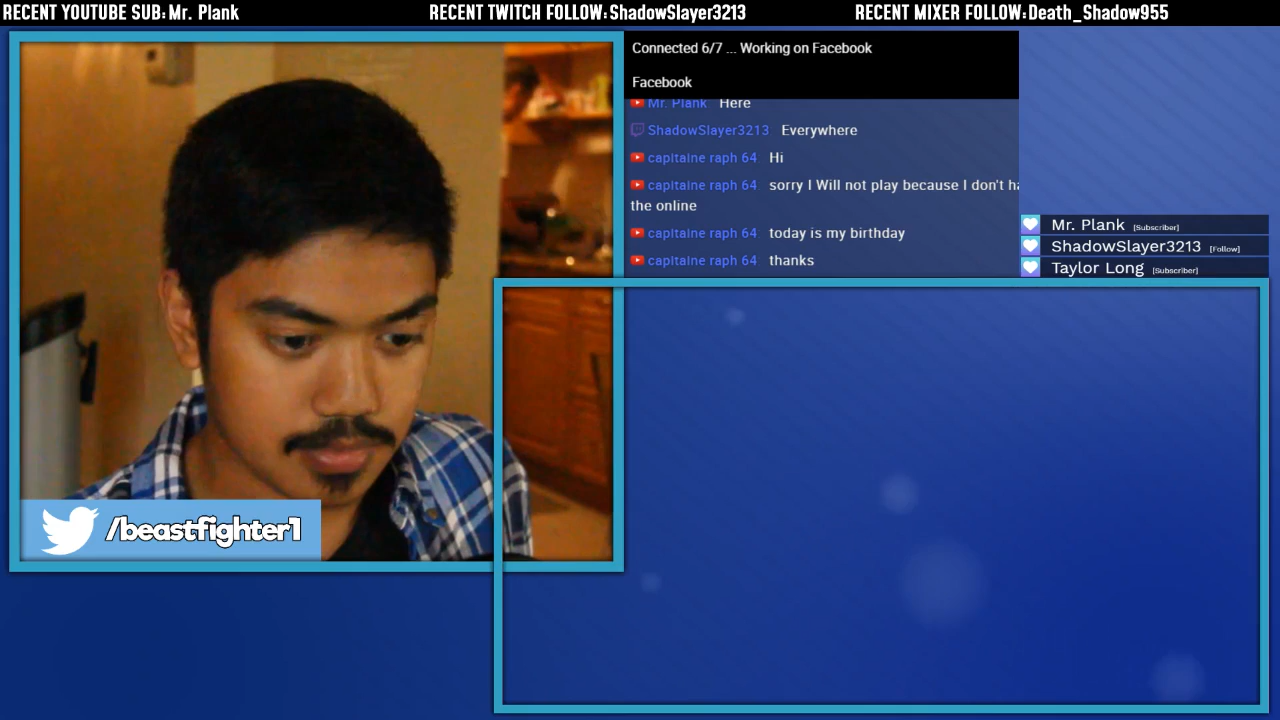 RECENT YOUTUBE SUB: Mr. Plank
RECENT TWITCH FOLLOW: ShadowSlayer3213
RECENT MIXER FOLLOW: Death_Shadow955
Connected 6/7 ... Working on Facebook
Facebook
Mr. Plank Here
ShadowSlayer3213 Everywhere
capitaine raph 64 Hi
capitaine raph 64 sorry I Will not play because I don't ha
the online
capitaine raph 64 today is my birthday
capitaine raph 64 thanks
Mr. Plank [Subscriber]
ShadowSlayer3213 [Follow]
Taylor Long [Subscriber]
/beastfighter1